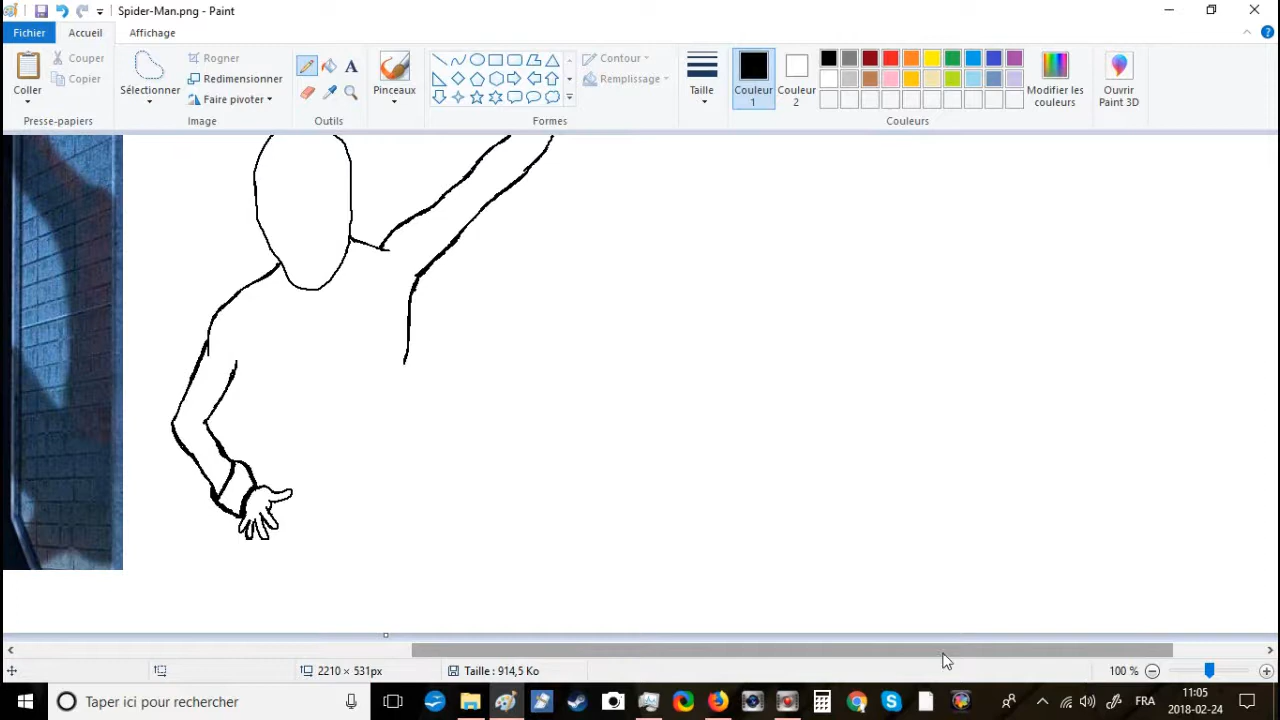 Spider-Man.png - Paint
Fichier Accueil Affichage
Coller
Couper
Copier
Presse-papiers
Sélectionner
Rogner
Redimensionner
Faire pivoter
Image
A
Outils
Pinceaux
Contour
Remplissage
Formes
Taille
Couleur
1
Couleur
2
Modifier les
couleurs
Couleurs
Ouvrir
Paint 3D
2210 × 531px
Taille : 914,5 Ko
100 %
Taper ici pour rechercher
FRA
11:05
2018-02-24